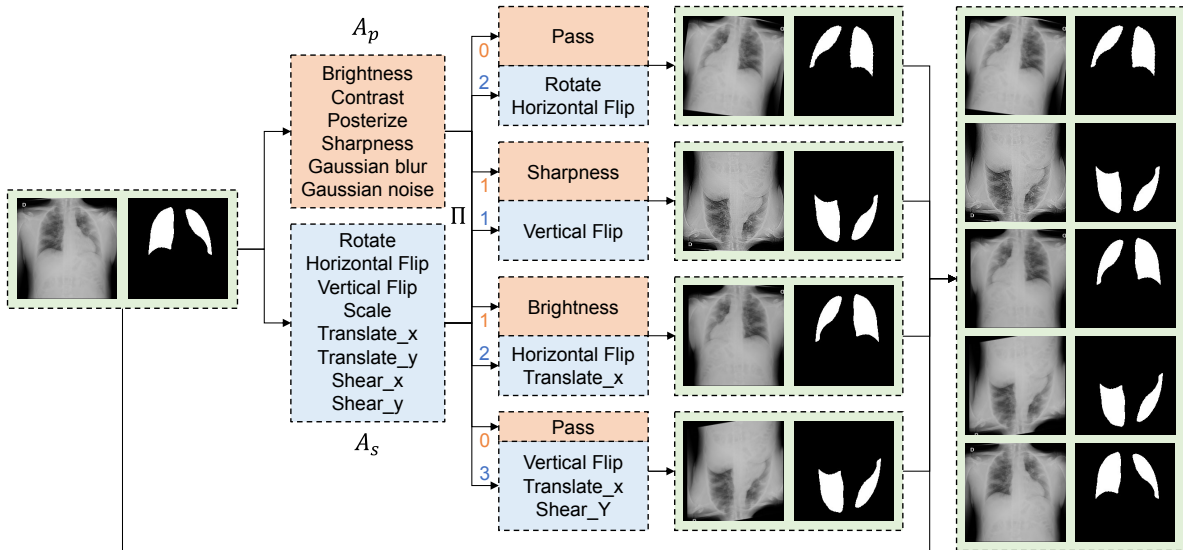 A_p
Brightness
Contrast
Posterize
Sharpness
Gaussian blur
Gaussian noise
Π
Rotate
Horizontal Flip
Vertical Flip
Scale
Translate_x
Translate_y
Shear_x
Shear_y
A_s
0
Pass
2
Rotate
Horizontal Flip
1
Sharpness
1
Vertical Flip
1
Brightness
2
Horizontal Flip
Translate_x
0
Pass
3
Vertical Flip
Translate_x
Shear_Y
D